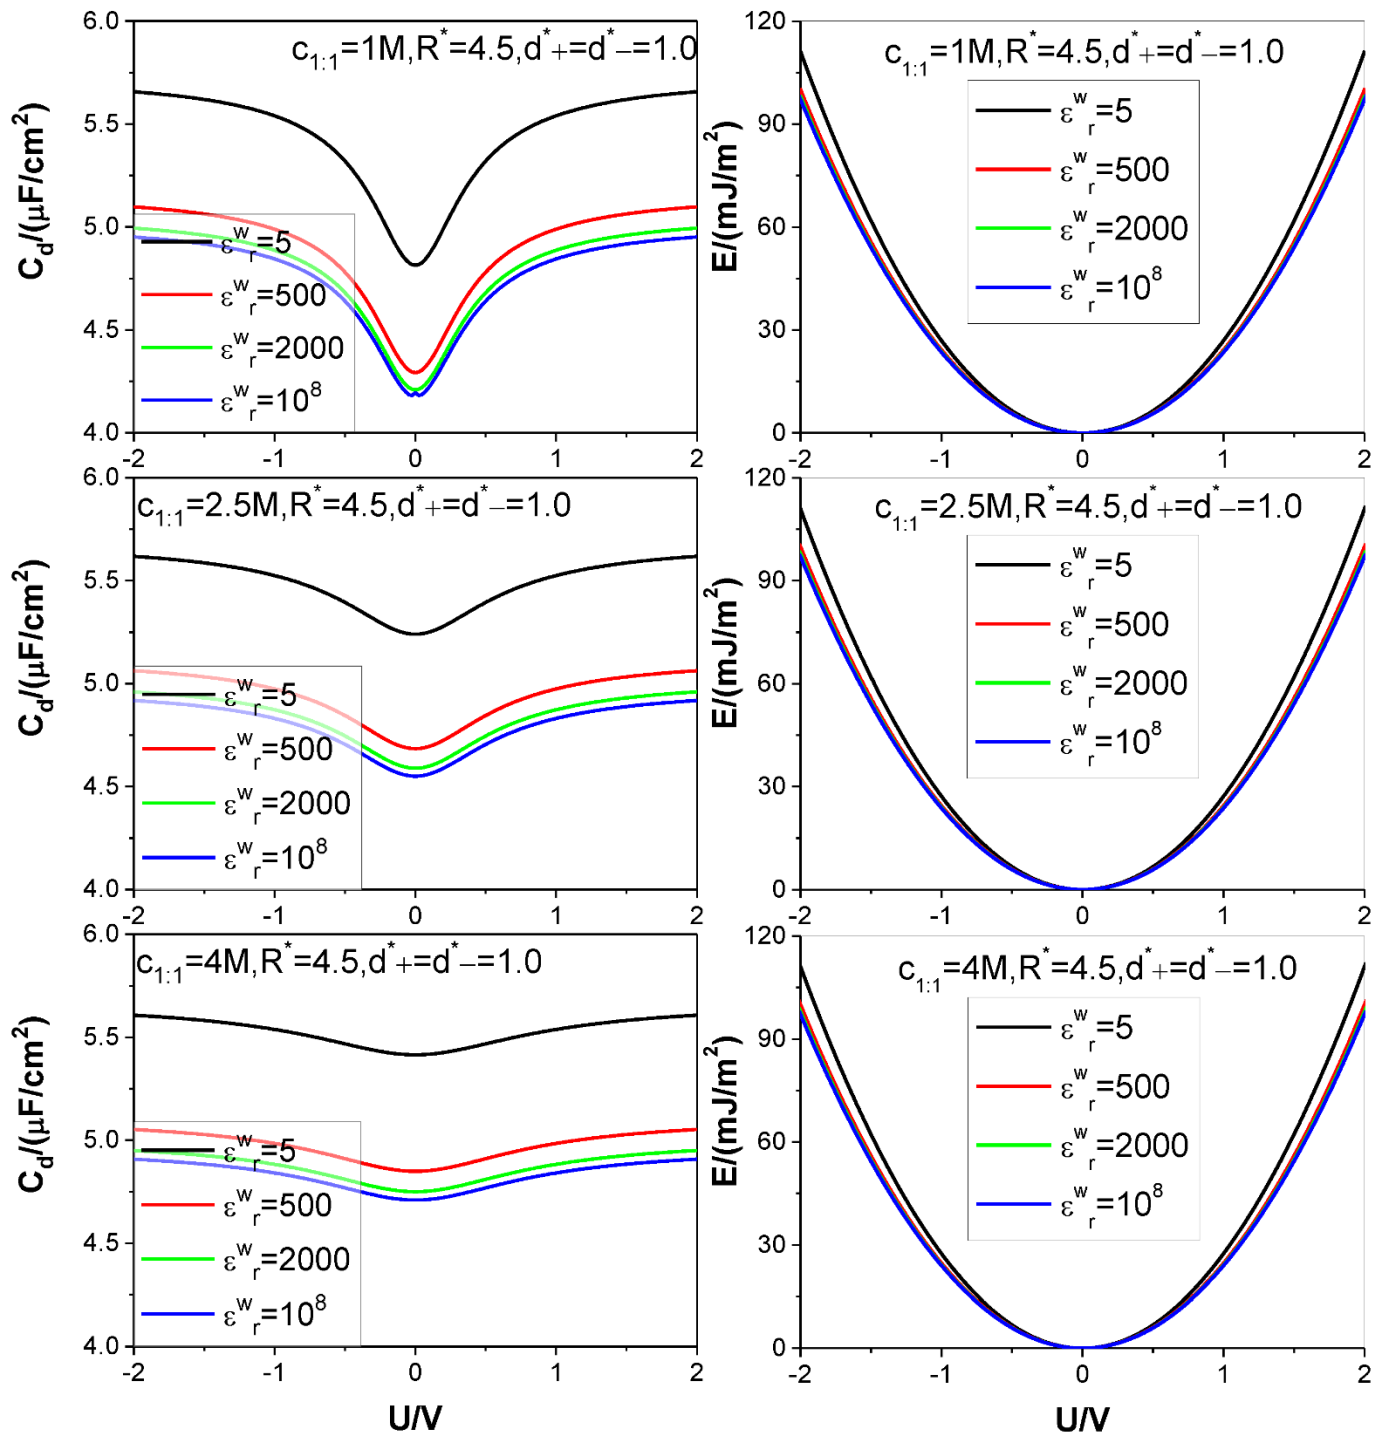 c1:1=1M,R*=4.5,d*+=d*−=1.0
Cd/(μF/cm²)
6.0
5.5
5.0
4.5
4.0
εwr=5
εwr=500
εwr=2000
εwr=10⁸
-2 -1 0 1 2
c1:1=1M,R*=4.5,d*+=d*−=1.0
E/(mJ/m²)
120
90
60
30
0
εwr=5
εwr=500
εwr=2000
εwr=10⁸
-2 -1 0 1 2
c1:1=2.5M,R*=4.5,d*+=d*−=1.0
Cd/(μF/cm²)
6.0
5.5
5.0
4.5
4.0
εwr=5
εwr=500
εwr=2000
εwr=10⁸
-2 -1 0 1 2
c1:1=2.5M,R*=4.5,d*+=d*−=1.0
E/(mJ/m²)
120
90
60
30
0
εwr=5
εwr=500
εwr=2000
εwr=10⁸
-2 -1 0 1 2
c1:1=4M,R*=4.5,d*+=d*−=1.0
Cd/(μF/cm²)
6.0
5.5
5.0
4.5
4.0
εwr=5
εwr=500
εwr=2000
εwr=10⁸
-2 -1 0 1 2
U/V
c1:1=4M,R*=4.5,d*+=d*−=1.0
E/(mJ/m²)
120
90
60
30
0
εwr=5
εwr=500
εwr=2000
εwr=10⁸
-2 -1 0 1 2
U/V